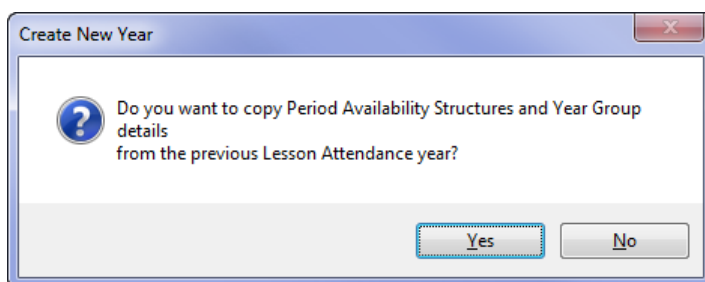 Create New Year
Do you want to copy Period Availability Structures and Year Group
details
from the previous Lesson Attendance year?
Yes
No